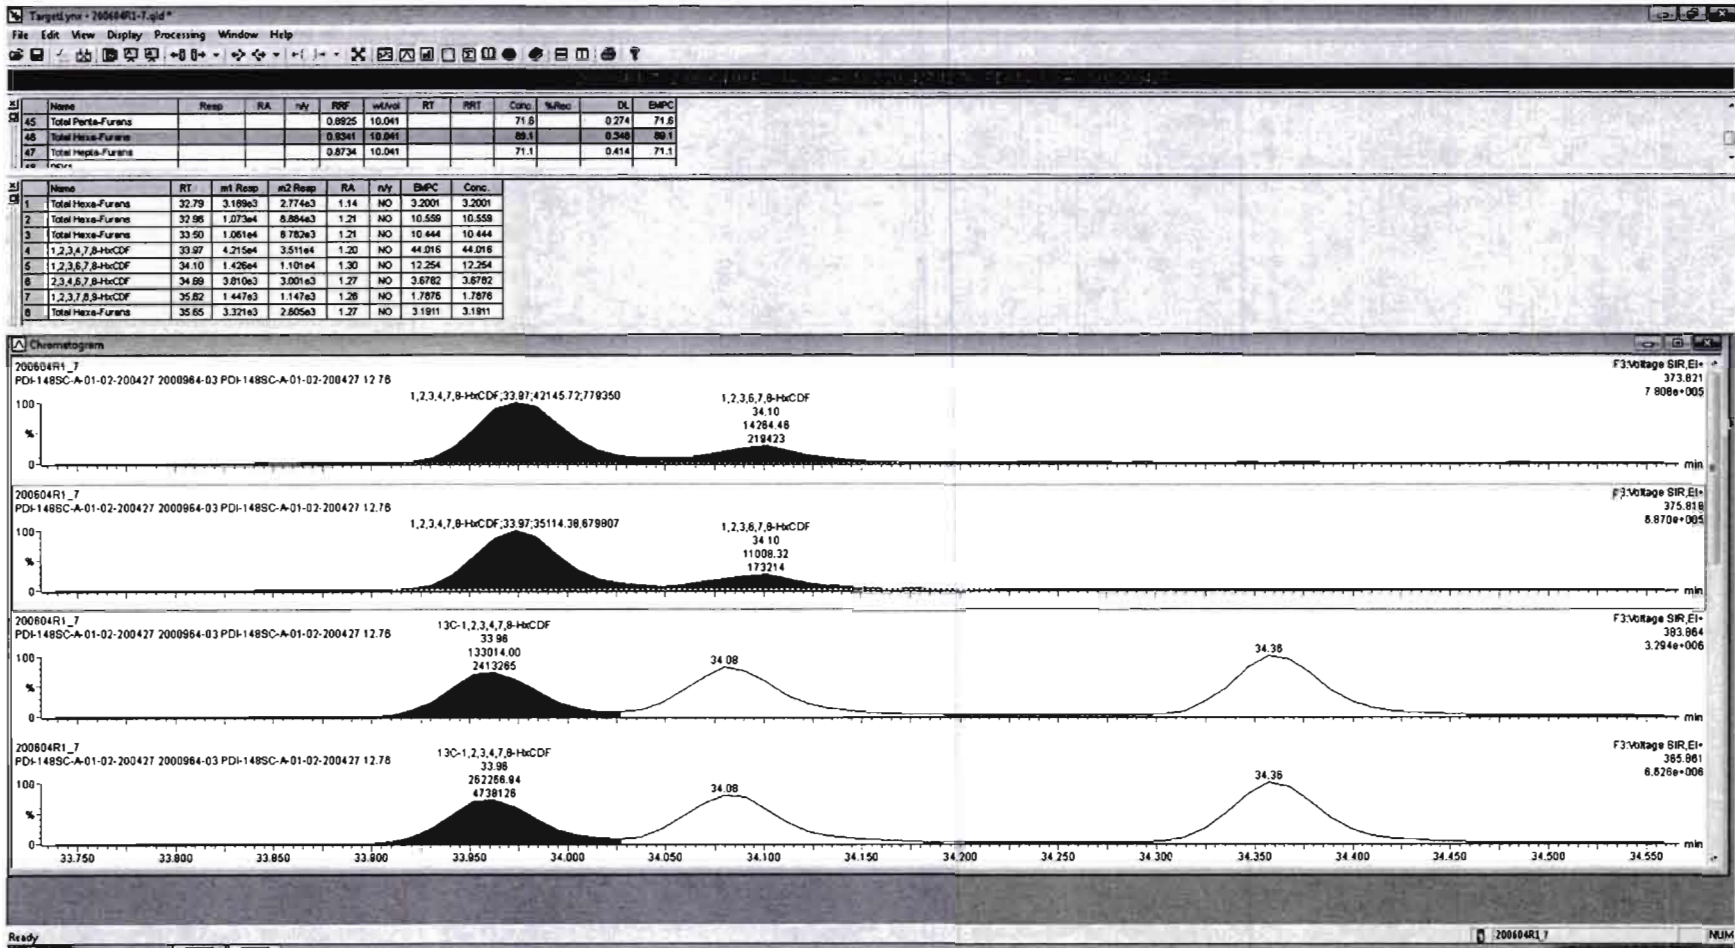 TargetLynx - 200604R1-7.qld *
File Edit View Display Processing Window Help
Name Resp RA n/y RRF wt/vol RT RRT Conc. %Rec DL EMPC
45 Total Penta-Furans 0.8925 10.041 71.6 0.274 71.6
46 Total Hexa-Furans 0.9341 10.041 89.1 0.348 89.1
47 Total Hepta-Furans 0.8734 10.041 71.1 0.414 71.1
Name RT m1 Resp m2 Resp RA n/y EMPC Conc.
1 Total Hexa-Furans 32.79 3.169e3 2.774e3 1.14 NO 3.2001 3.2001
2 Total Hexa-Furans 32.96 1.073e4 8.884e3 1.21 NO 10.559 10.559
3 Total Hexa-Furans 33.50 1.061e4 8.782e3 1.21 NO 10.444 10.444
4 1,2,3,4,7,8-HxCDF 33.97 4.215e4 3.511e4 1.20 NO 44.016 44.016
5 1,2,3,6,7,8-HxCDF 34.10 1.426e4 1.101e4 1.30 NO 12.254 12.254
6 2,3,4,6,7,8-HxCDF 34.69 3.810e3 3.001e3 1.27 NO 3.6782 3.6782
7 1,2,3,7,8,9-HxCDF 35.62 1.447e3 1.147e3 1.26 NO 1.7876 1.7876
8 Total Hexa-Furans 35.65 3.321e3 2.605e3 1.27 NO 3.1911 3.1911
Chromatogram
200604R1_7
PDI-148SC-A-01-02-200427 2000964-03 PDI-148SC-A-01-02-200427 12.76
F3:Voltage SIR,EI+
373.821
7.808e+005
1,2,3,4,7,8-HxCDF;33.97;42145.72;779350
1,2,3,6,7,8-HxCDF
34.10
14264.46
219423
100
%
0
min
200604R1_7
PDI-148SC-A-01-02-200427 2000964-03 PDI-148SC-A-01-02-200427 12.76
F3:Voltage SIR,EI+
375.818
6.870e+005
1,2,3,4,7,8-HxCDF;33.97;35114.38;679807
1,2,3,6,7,8-HxCDF
34.10
11008.32
173214
100
%
0
min
200604R1_7
PDI-148SC-A-01-02-200427 2000964-03 PDI-148SC-A-01-02-200427 12.76
F3:Voltage SIR,EI+
383.864
3.294e+006
13C-1,2,3,4,7,8-HxCDF
33.96
133014.00
2413265
34.08
34.36
100
%
0
min
200604R1_7
PDI-148SC-A-01-02-200427 2000964-03 PDI-148SC-A-01-02-200427 12.76
F3:Voltage SIR,EI+
385.861
6.526e+006
13C-1,2,3,4,7,8-HxCDF
33.96
262266.94
4738126
34.08
34.36
100
%
0
min
33.750 33.800 33.850 33.900 33.950 34.000 34.050 34.100 34.150 34.200 34.250 34.300 34.350 34.400 34.450 34.500 34.550
Ready
200604R1_7
NUM